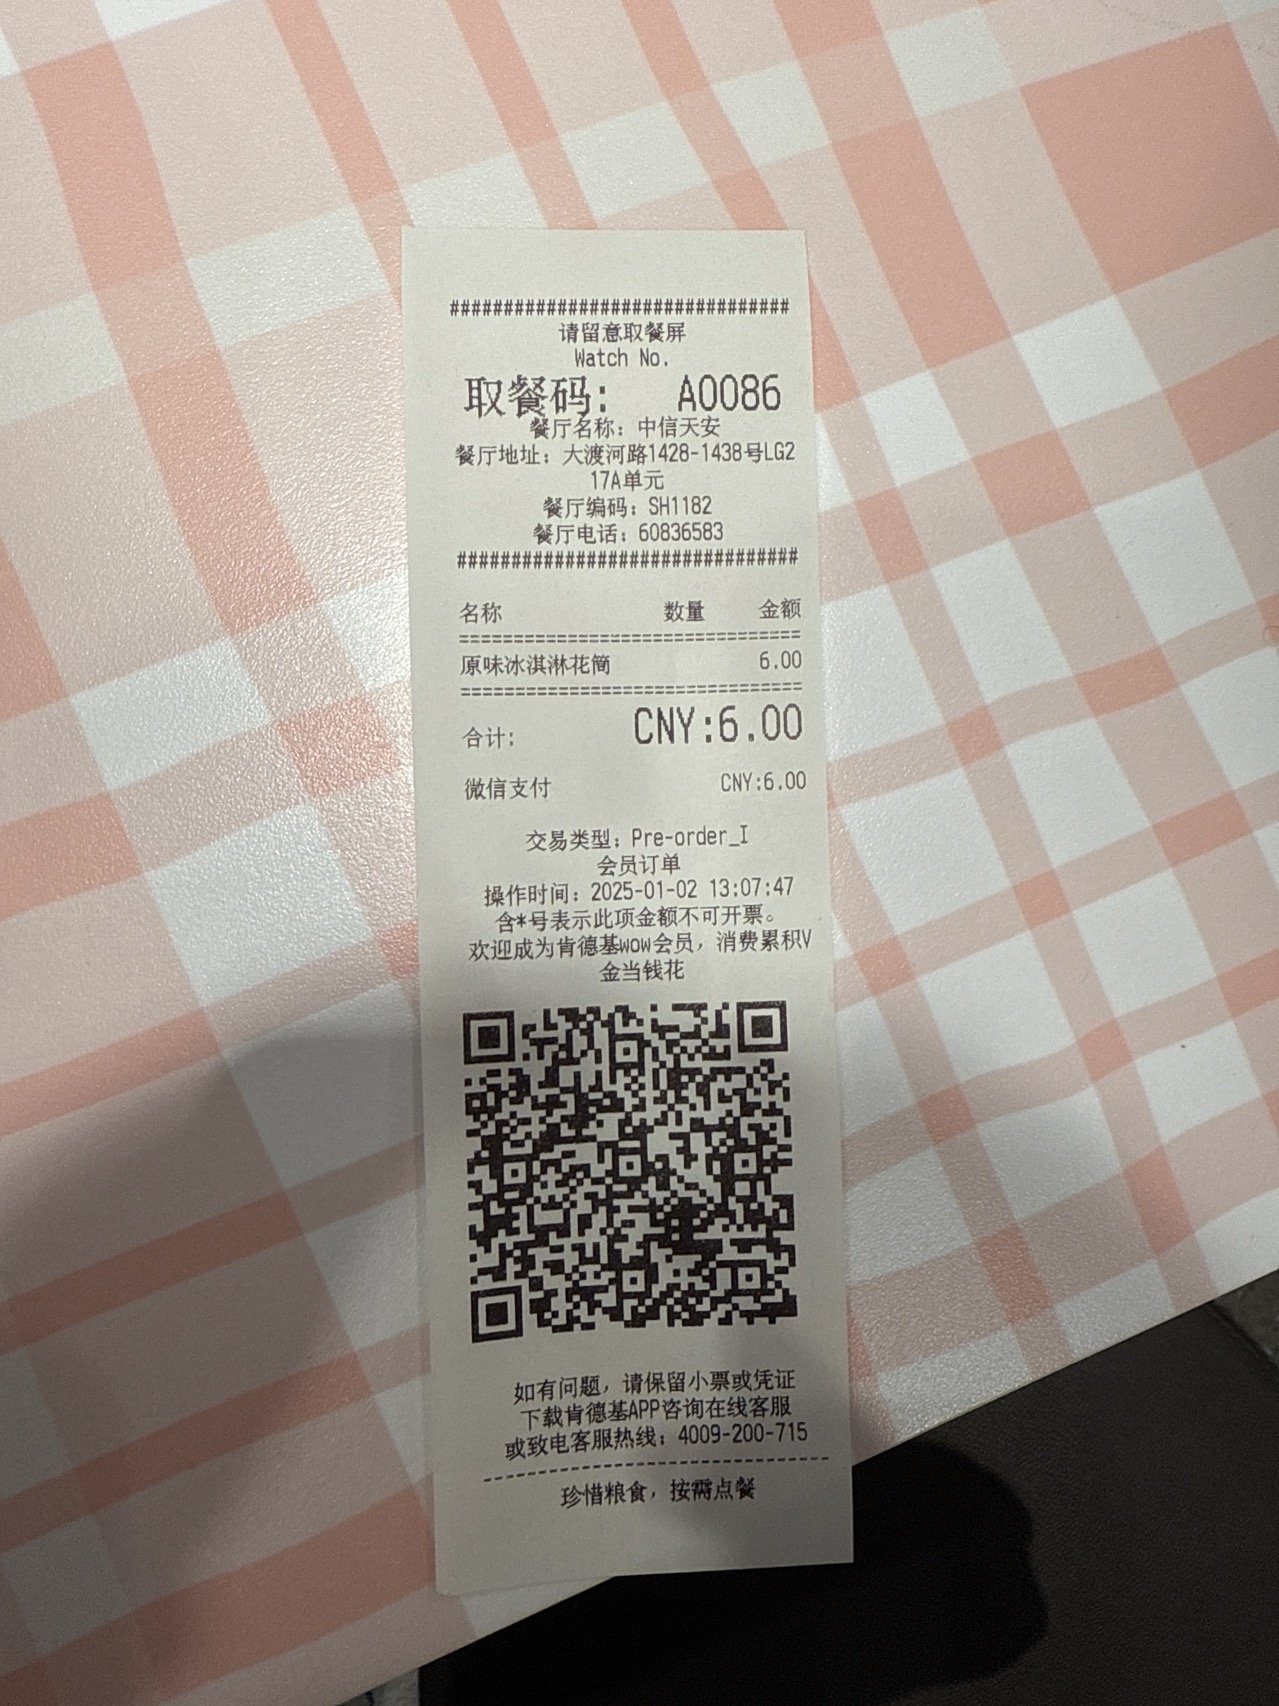 ################################
请留意取餐屏
Watch No.
取餐码: A0086
餐厅名称: 中信天安
餐厅地址: 大渡河路1428-1438号LG2
17A单元
餐厅编码: SH1182
餐厅电话: 60836583
################################
名称 数量 金额
================================
原味冰淇淋花筒 6.00
================================
合计: CNY:6.00
微信支付 CNY:6.00
交易类型: Pre-order_I
会员订单
操作时间: 2025-01-02 13:07:47
含*号表示此项金额不可开票。
欢迎成为肯德基wow会员, 消费累积V
金当钱花
如有问题, 请保留小票或凭证
下载肯德基APP咨询在线客服
或致电客服热线: 4009-200-715
--------------------------------
珍惜粮食, 按需点餐